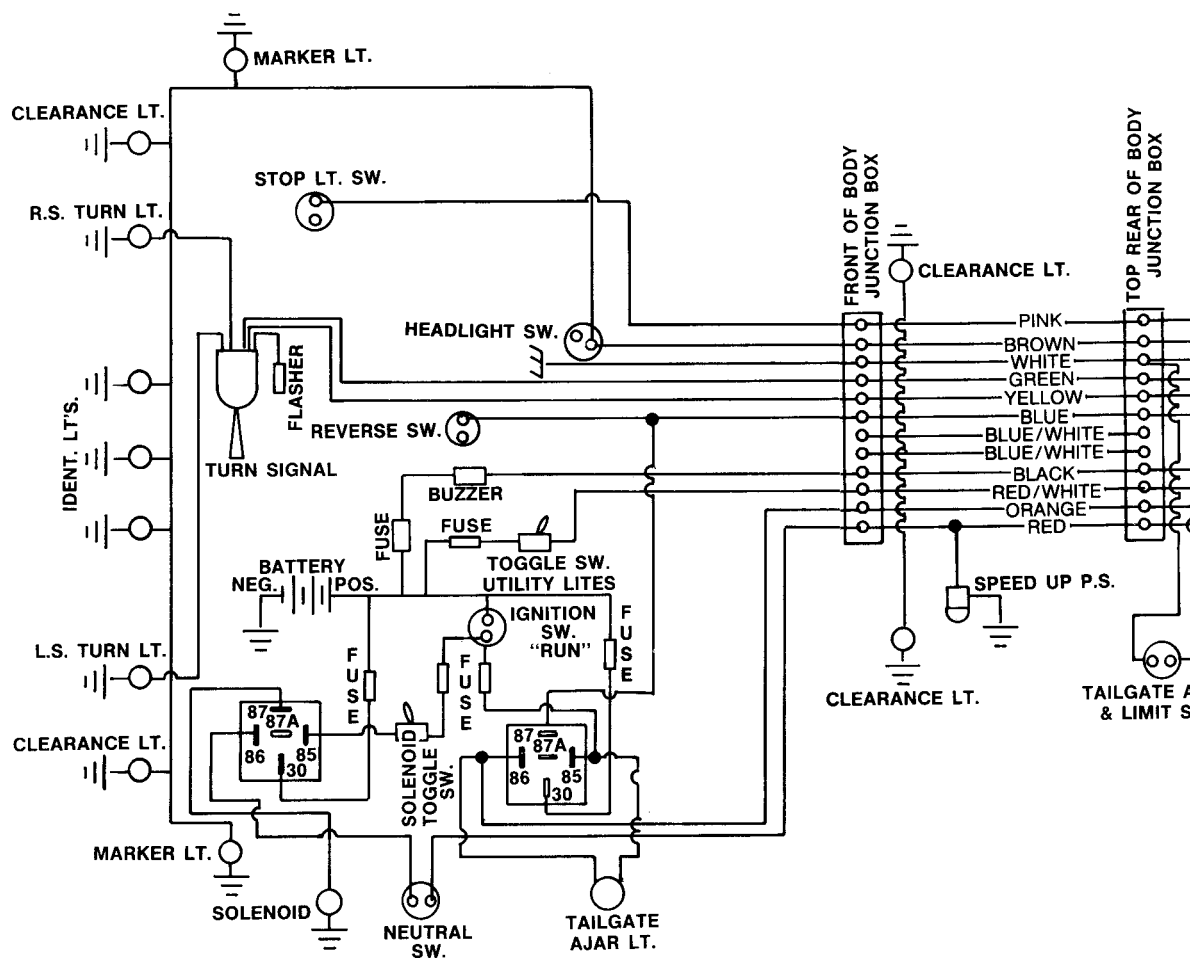 MARKER LT.
CLEARANCE LT.
STOP LT. SW.
R.S. TURN LT.
FRONT OF BODY
JUNCTION BOX
TOP REAR OF BODY
JUNCTION BOX
CLEARANCE LT.
HEADLIGHT SW.
PINK
BROWN
WHITE
GREEN
YELLOW
BLUE
BLUE/WHITE
BLUE/WHITE
BLACK
RED/WHITE
ORANGE
RED
FLASHER
REVERSE SW.
IDENT. LT'S.
TURN SIGNAL
BUZZER
FUSE
FUSE
TOGGLE SW.
UTILITY LITES
BATTERY
NEG.
POS.
IGNITION
SW.
"RUN"
FUSE
SPEED UP P.S.
L.S. TURN LT.
FUSE
FUSE
CLEARANCE LT.
TAILGATE A
& LIMIT S
87
87A
86
85
30
SOLENOID
TOGGLE
SW.
87
87A
86
85
30
CLEARANCE LT.
MARKER LT.
SOLENOID
NEUTRAL
SW.
TAILGATE
AJAR LT.